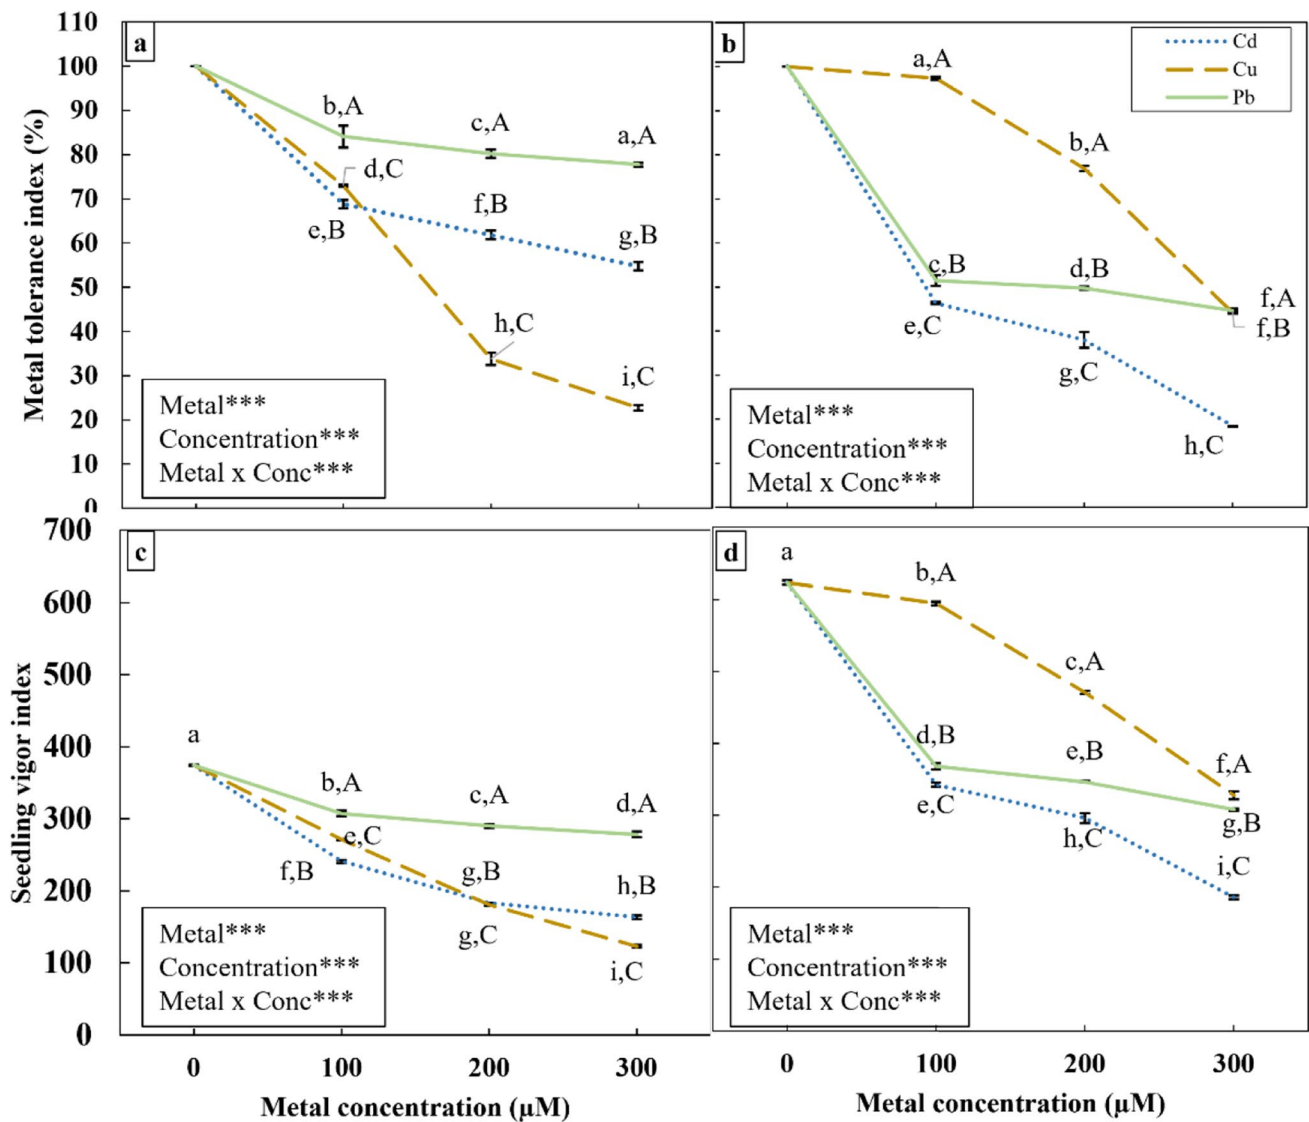 Metal tolerance index (%)
110
100
90
80
70
60
50
40
30
20
10
0
a
b,A
c,A
a,A
d,C
e,B
f,B
g,B
h,C
i,C
Metal***
Concentration***
Metal x Conc***
b
Cd
Cu
Pb
a,A
b,A
c,B
d,B
e,C
g,C
f,A
f,B
h,C
Metal***
Concentration***
Metal x Conc***
Seedling vigor index
700
600
500
400
300
200
100
0
c
a
b,A
c,A
d,A
e,C
f,B
g,B
h,B
g,C
i,C
Metal***
Concentration***
Metal x Conc***
0
100
200
300
Metal concentration (µM)
d
a
b,A
c,A
d,B
e,B
f,A
e,C
h,C
g,B
i,C
Metal***
Concentration***
Metal x Conc***
0
100
200
300
Metal concentration (µM)